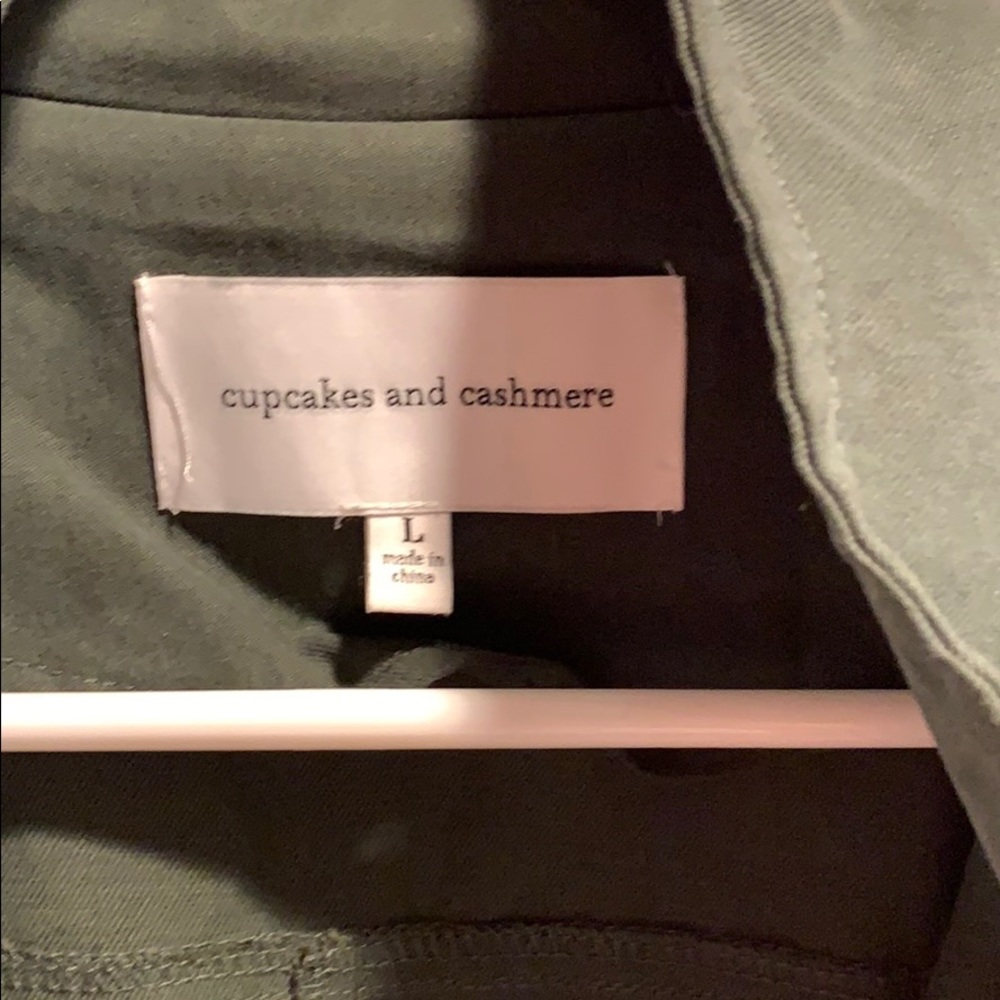 cupcakes and cashmere
L
made in
china